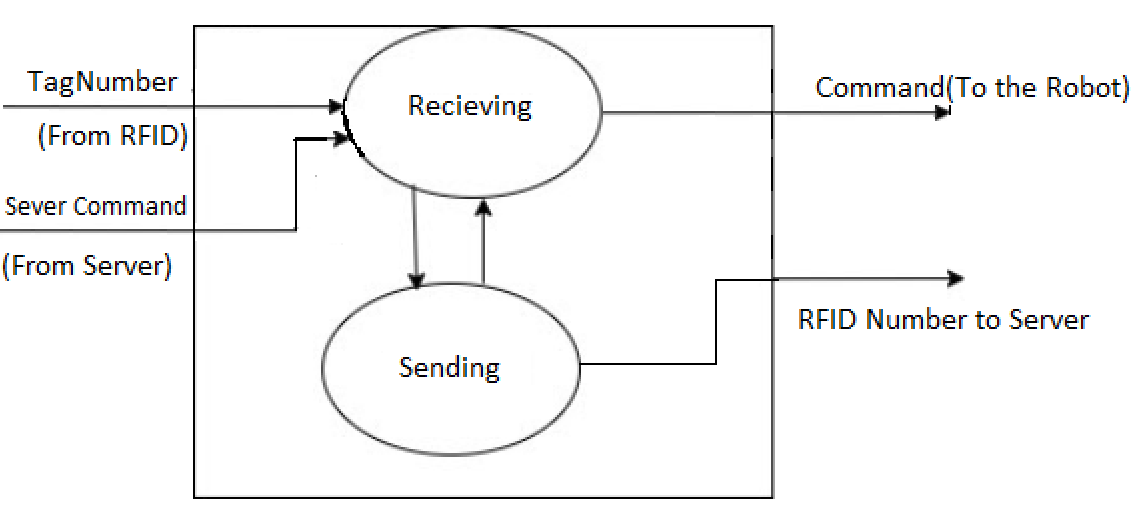 TagNumber
(From RFID)
Sever Command
(From Server)
Recieving
Sending
Command(To the Robot)
RFID Number to Server